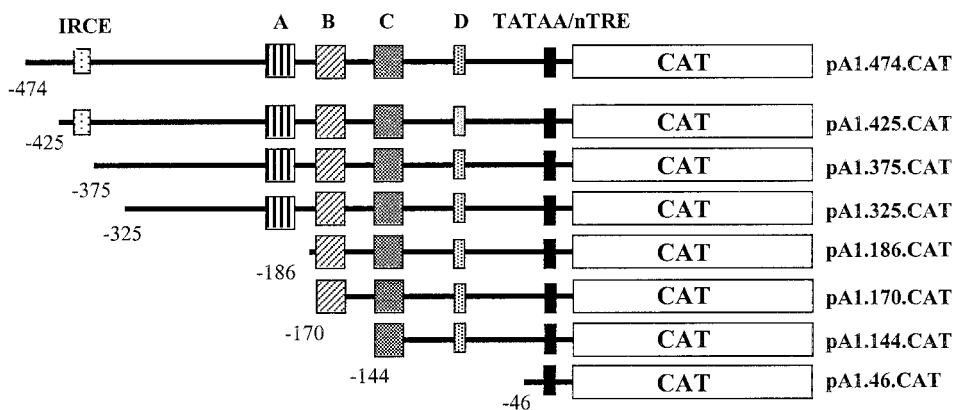 IRCE A B C D TATAA/nTRE
CAT pA1.474.CAT
-474
CAT pA1.425.CAT
-425
CAT pA1.375.CAT
-375
CAT pA1.325.CAT
-325
CAT pA1.186.CAT
-186
CAT pA1.170.CAT
-170
CAT pA1.144.CAT
-144
CAT pA1.46.CAT
-46